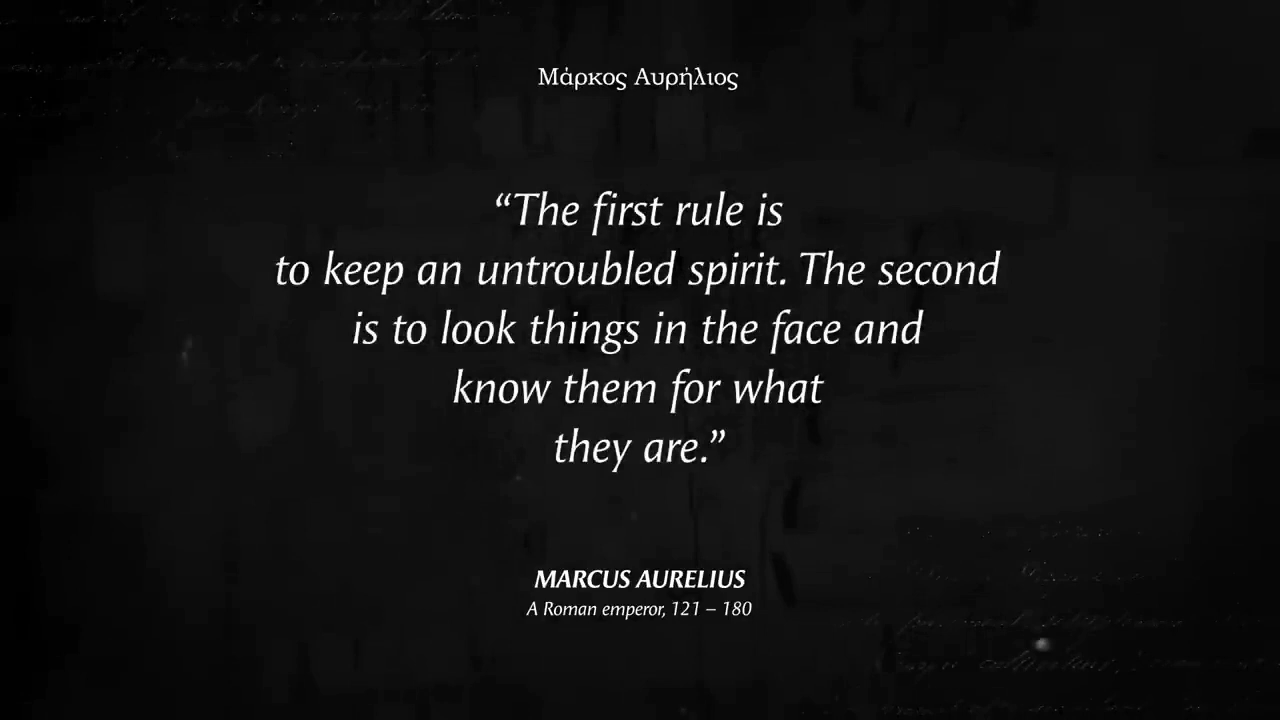 Μάρκος Αυρήλιος
“The first rule is
to keep an untroubled spirit. The second
is to look things in the face and
know them for what
they are.”
MARCUS AURELIUS
A Roman emperor, 121 – 180